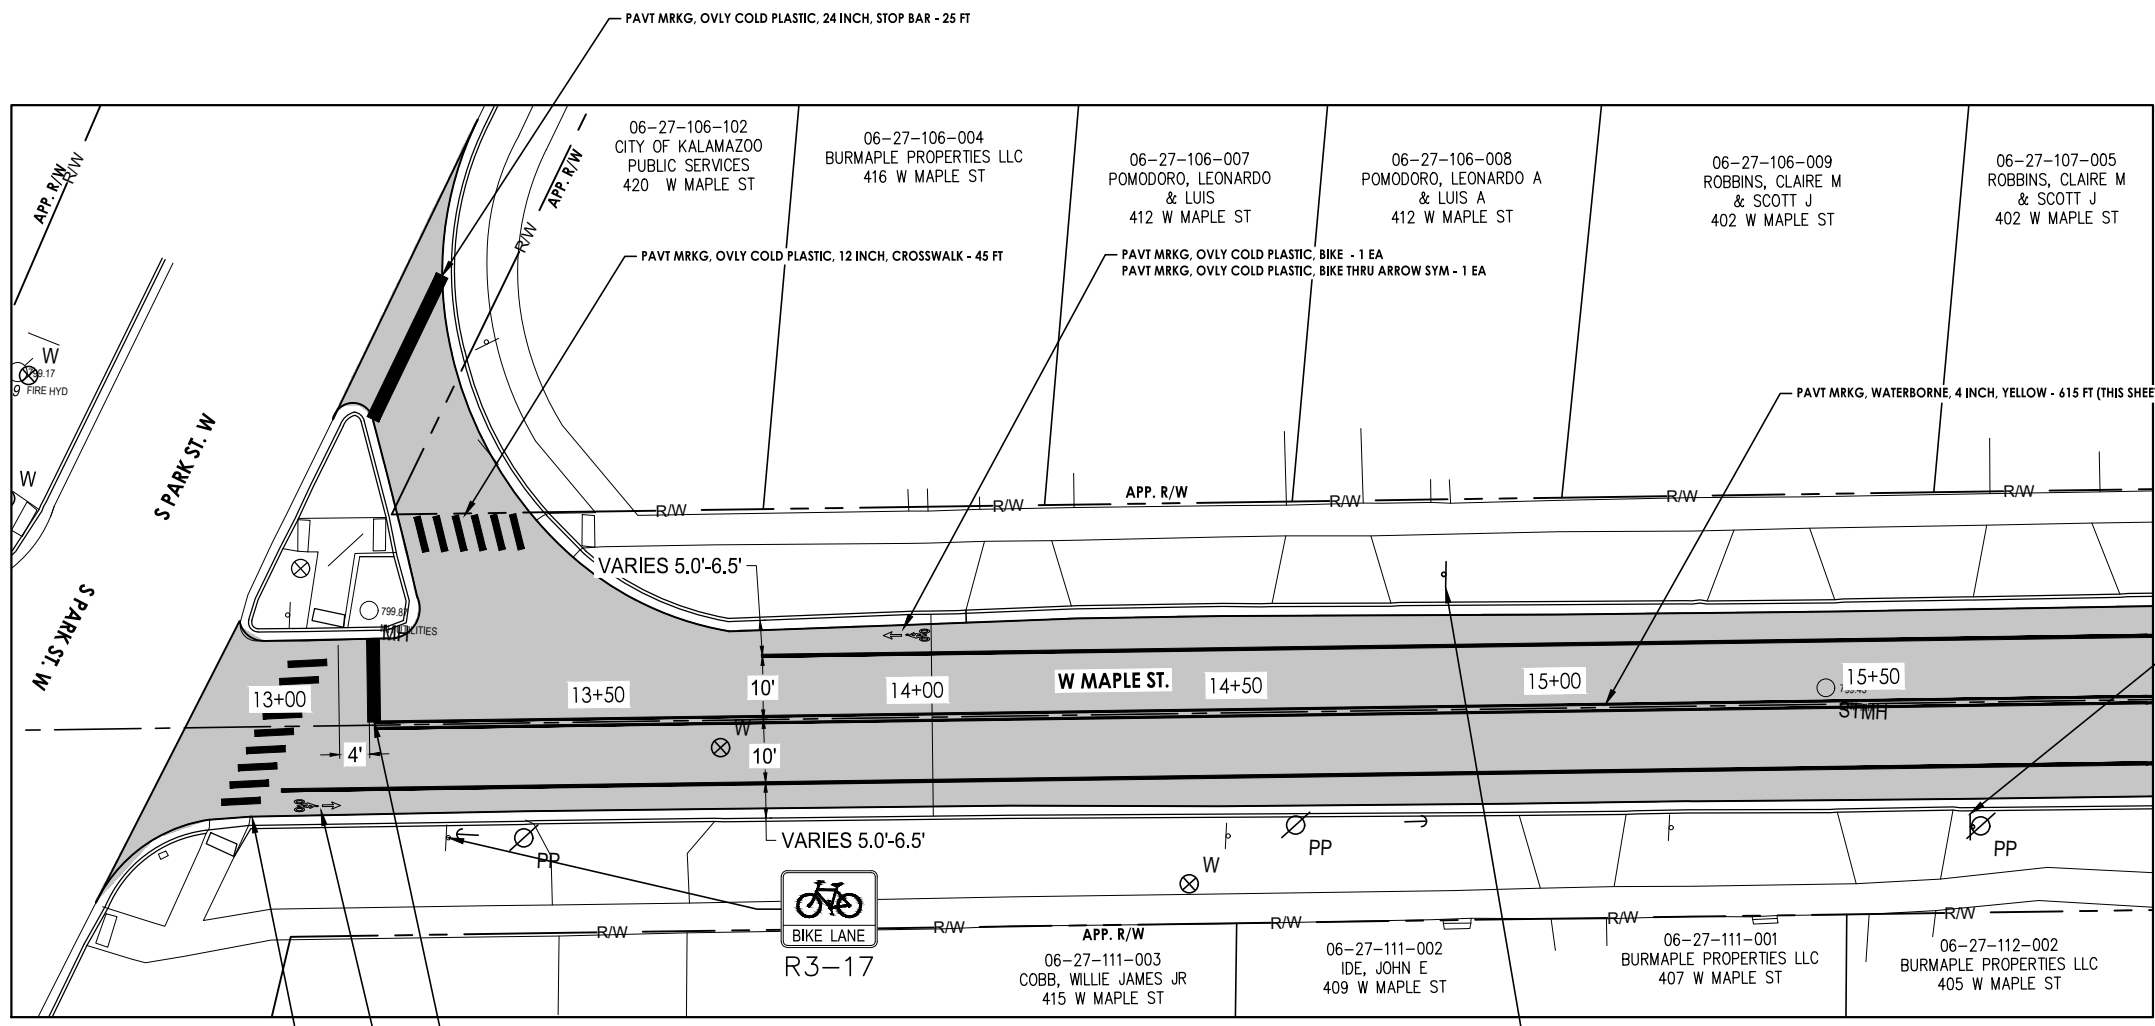 PAVT MRKG, OVLY COLD PLASTIC, 24 INCH, STOP BAR - 25 FT
APP. R/W
R/W
APP. R/W
R/W
06-27-106-102
CITY OF KALAMAZOO
PUBLIC SERVICES
420 W MAPLE ST
06-27-106-004
BURMAPLE PROPERTIES LLC
416 W MAPLE ST
06-27-106-007
POMODORO, LEONARDO
& LUIS
412 W MAPLE ST
06-27-106-008
POMODORO, LEONARDO A
& LUIS A
412 W MAPLE ST
06-27-106-009
ROBBINS, CLAIRE M
& SCOTT J
402 W MAPLE ST
06-27-107-005
ROBBINS, CLAIRE M
& SCOTT J
402 W MAPLE ST
PAVT MRKG, OVLY COLD PLASTIC, 12 INCH, CROSSWALK - 45 FT
PAVT MRKG, OVLY COLD PLASTIC, BIKE - 1 EA
PAVT MRKG, OVLY COLD PLASTIC, BIKE THRU ARROW SYM - 1 EA
W
799.17
9 FIRE HYD
PAVT MRKG, WATERBORNE, 4 INCH, YELLOW - 615 FT (THIS SHEE
S PARK ST. W
W
R/W
R/W
APP. R/W
R/W
R/W
R/W
VARIES 5.0'-6.5'
S PARK ST. W
MH
13+00
13+50
10'
14+00
W MAPLE ST.
14+50
15+00
15+50
STMH
4'
W
10'
VARIES 5.0'-6.5'
PP
PP
PP
W
BIKE LANE
R3-17
R/W
R/W
APP. R/W
R/W
R/W
R/W
06-27-111-003
COBB, WILLIE JAMES JR
415 W MAPLE ST
06-27-111-002
IDE, JOHN E
409 W MAPLE ST
06-27-111-001
BURMAPLE PROPERTIES LLC
407 W MAPLE ST
06-27-112-002
BURMAPLE PROPERTIES LLC
405 W MAPLE ST